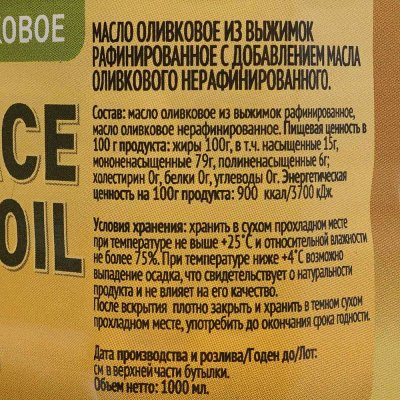 КОВОЕ
CE
OIL
МАСЛО ОЛИВКОВОЕ ИЗ ВЫЖИМОК
РАФИНИРОВАННОЕ С ДОБАВЛЕНИЕМ МАСЛА
ОЛИВКОВОГО НЕРАФИНИРОВАННОГО.
Состав: масло оливковое из выжимок рафинированное,
масло оливковое нерафинированное. Пищевая ценность в
100 г продукта: жиры 100г, в т.ч. насыщенные 15г,
мононенасыщенные 79г, полиненасыщенные 6г;
холестирин 0г, белки 0г, углеводы 0г. Энергетическая
ценность на 100г продукта: 900 ккал/3700 кДж.
Условия хранения: хранить в сухом прохладном месте
при температуре не выше +25°С и относительной влажности
не более 75%. При температуре ниже +4°С возможно
выпадение осадка, что свидетельствует о натуральности
продукта и не влияет на его качество.
После вскрытия плотно закрыть и хранить в темном сухом
прохладном месте, употребить до окончания срока годности.
Дата производства и розлива/Годен до/Лот:
см в верхней части бутылки.
Объем нетто: 1000 мл.